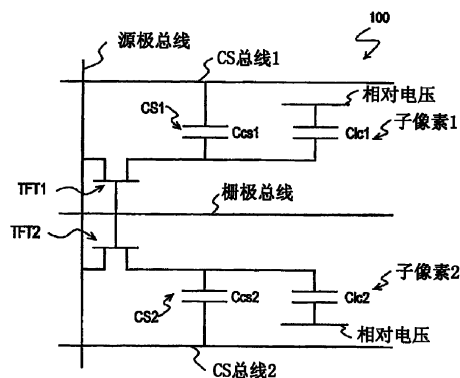 源极总线
100
CS总线1
相对电压
CS1
Ccs1
Clc1
子像素1
TFT1
栅极总线
TFT2
子像素2
CS2
Ccs2
Clc2
相对电压
CS总线2